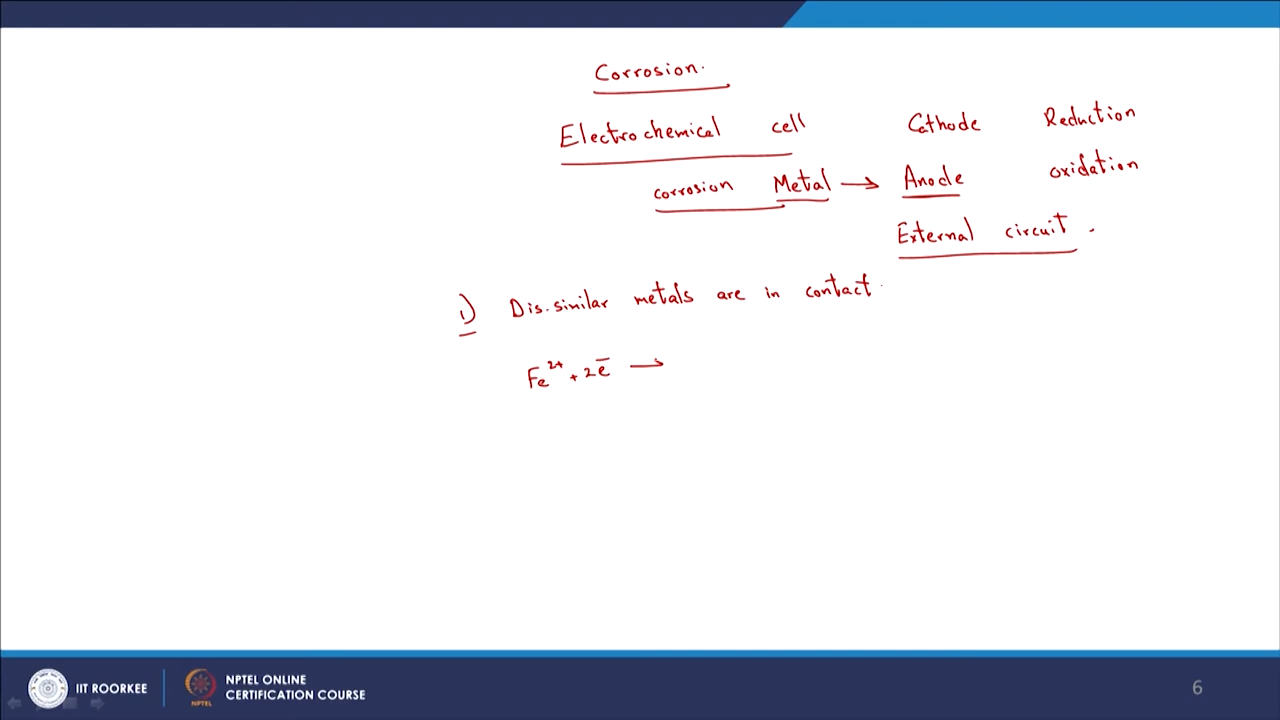 Corrosion.
Electrochemical cell Cathode Reduction
corrosion Metal → Anode oxidation
External circuit.
1) Dis.similar metals are in contact.
Fe²⁺ + 2e̅ →
IIT ROORKEE
NPTEL ONLINE
CERTIFICATION COURSE
NPTEL
6